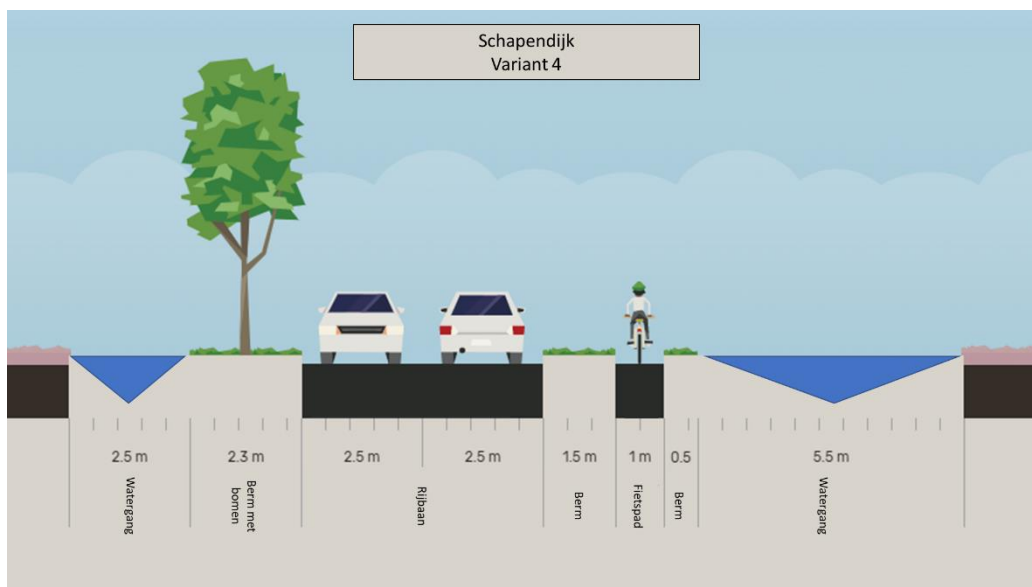 Schapendijk
Variant 4
2.5 m
2.3 m
2.5 m
2.5 m
1.5 m
1 m
0.5
5.5 m
Watergang
Berm met
bomen
Rijbaan
Berm
Fietspad
Berm
Watergang